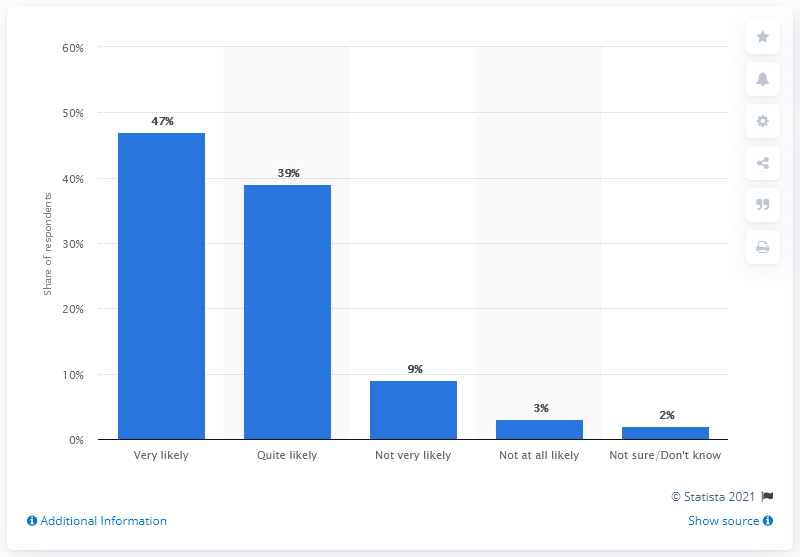 60%
50%
40%
30%
20%
10%
0%
Share of respondents
47%
39%
9%
3%
2%
Very likely
Quite likely
Not very likely
Not at all likely
Not sure/Don't know
© Statista 2021
Additional Information
Show source